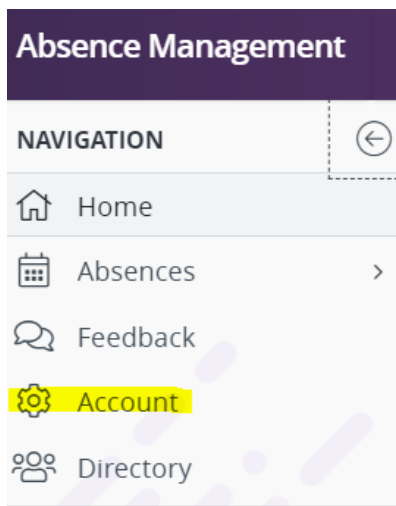 Absence Management
NAVIGATION
Home
Absences
Feedback
Account
Directory